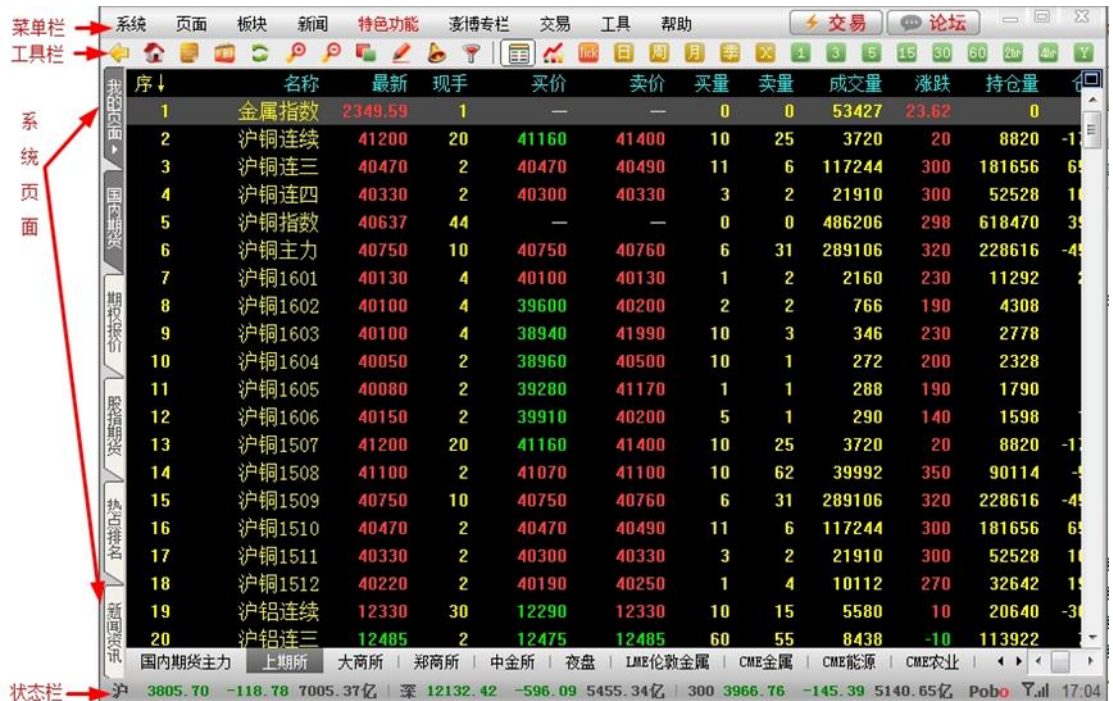 菜单栏 系统 页面 板块 新闻 特色功能 澎博专栏 交易 工具 帮助 交易 论坛
工具栏 Tick 日 周 月 季 X 1 3 5 15 30 60 2hr 4hr Y
系统页面
我的页面
国内期货
期权报价
股指期货
热点排名
新闻资讯
序↓ 名称 最新 现手 买价 卖价 买量 卖量 成交量 涨跌 持仓量
1 金属指数 2349.59 1 — — 0 0 53427 23.62 0
2 沪铜连续 41200 20 41160 41400 10 25 3720 20 8820
3 沪铜连三 40470 2 40470 40490 11 6 117244 300 181656
4 沪铜连四 40330 2 40300 40330 3 2 21910 300 52528
5 沪铜指数 40637 44 — — 0 0 486206 298 618470
6 沪铜主力 40750 10 40750 40760 6 31 289106 320 228616
7 沪铜1601 40130 4 40100 40130 1 2 2160 230 11292
8 沪铜1602 40100 4 39600 40200 2 2 766 190 4308
9 沪铜1603 40100 4 38940 41990 10 3 346 230 2778
10 沪铜1604 40050 2 38960 40500 10 1 272 200 2328
11 沪铜1605 40080 2 39280 41170 1 1 288 190 1790
12 沪铜1606 40150 2 39910 40200 5 1 290 140 1598
13 沪铜1507 41200 20 41160 41400 10 25 3720 20 8820
14 沪铜1508 41100 2 41070 41100 10 62 39992 350 90114
15 沪铜1509 40750 10 40750 40760 6 31 289106 320 228616
16 沪铜1510 40470 2 40470 40490 11 6 117244 300 181656
17 沪铜1511 40330 2 40300 40330 3 2 21910 300 52528
18 沪铜1512 40220 2 40190 40250 1 4 10112 270 32642
19 沪铝连续 12330 30 12290 12330 10 15 5580 10 20640
20 沪铝连三 12485 2 12475 12485 60 55 8438 -10 113922
国内期货主力 上期所 大商所 郑商所 中金所 夜盘 LME伦敦金属 CME金属 CME能源 CME农业
状态栏 沪 3805.70 -118.78 7005.37亿 深 12132.42 -596.09 5455.34亿 300 3966.76 -145.39 5140.65亿 Pobo 17:04